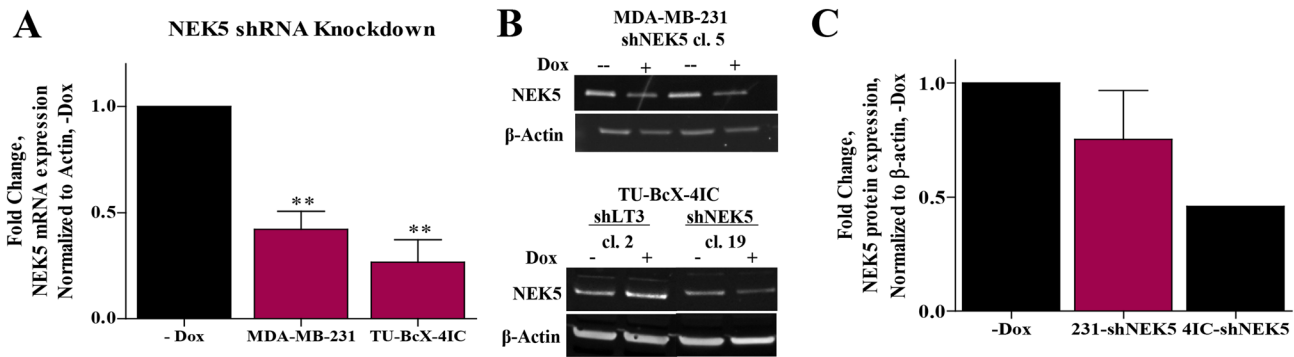 A
NEK5 shRNA Knockdown
Fold Change,
NEK5 mRNA expression
Normalized to Actin, -Dox
1.0
0.5
0.0
- Dox
MDA-MB-231
TU-BcX-4IC
**
**
B
MDA-MB-231
shNEK5 cl. 5
Dox -- + -- +
NEK5
β-Actin
TU-BcX-4IC
shLT3 shNEK5
cl. 2 cl. 19
Dox - + - +
NEK5
β-Actin
C
Fold Change,
NEK5 protein expression,
Normalized to β-actin, -Dox
1.0
0.5
0.0
-Dox
231-shNEK5
4IC-shNEK5